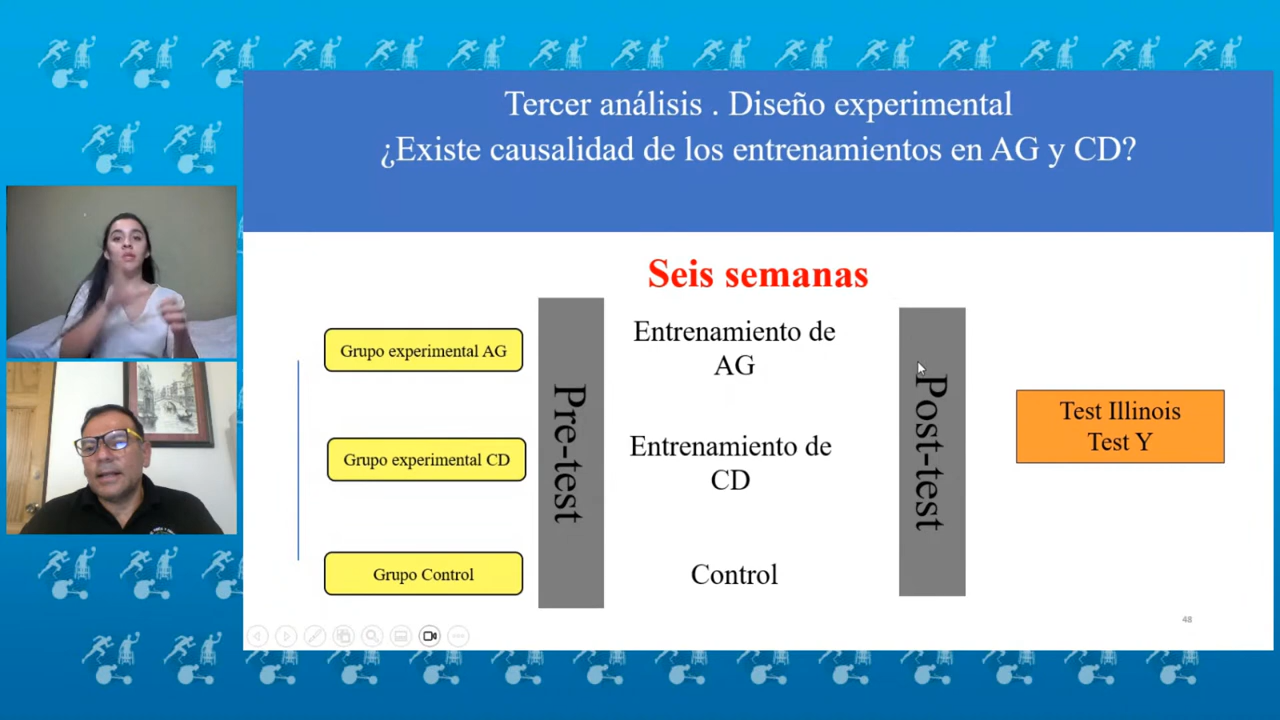 Tercer análisis . Diseño experimental
¿Existe causalidad de los entrenamientos en AG y CD?
Seis semanas
Grupo experimental AG
Grupo experimental CD
Grupo Control
Pre-test
Entrenamiento de
AG
Entrenamiento de
CD
Control
Post-test
Test Illinois
Test Y
48